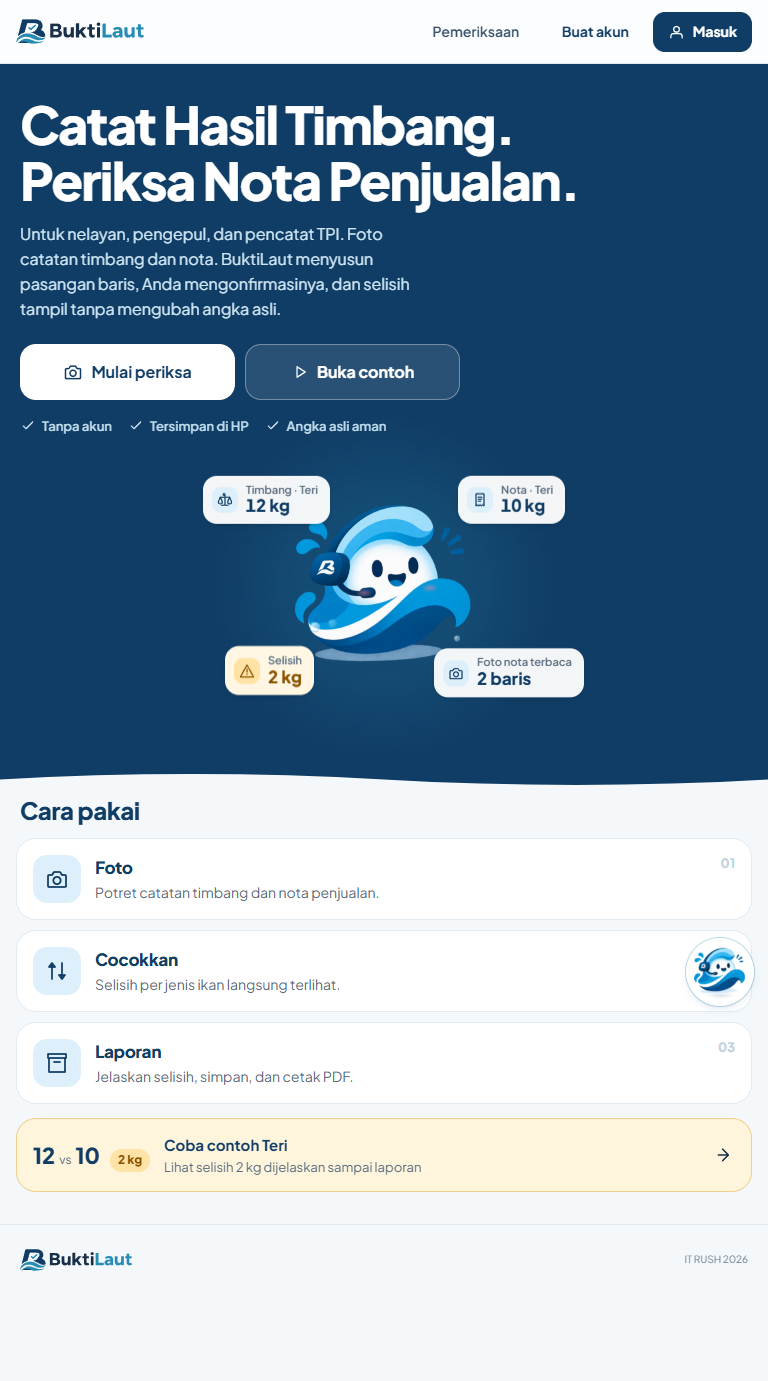 BuktiLaut
Pemeriksaan
Buat akun
Masuk
Catat Hasil Timbang.
Periksa Nota Penjualan.
Untuk nelayan, pengepul, dan pencatat TPI. Foto
catatan timbang dan nota. BuktiLaut menyusun
pasangan baris, Anda mengonfirmasinya, dan selisih
tampil tanpa mengubah angka asli.
Mulai periksa
Buka contoh
Tanpa akun
Tersimpan di HP
Angka asli aman
Timbang · Teri
12 kg
Nota · Teri
10 kg
Selisih
2 kg
Foto nota terbaca
2 baris
Cara pakai
Foto
01
Potret catatan timbang dan nota penjualan.
Cocokkan
Selisih per jenis ikan langsung terlihat.
Laporan
03
Jelaskan selisih, simpan, dan cetak PDF.
12 vs 10 2 kg
Coba contoh Teri
Lihat selisih 2 kg dijelaskan sampai laporan
BuktiLaut
IT RUSH 2026